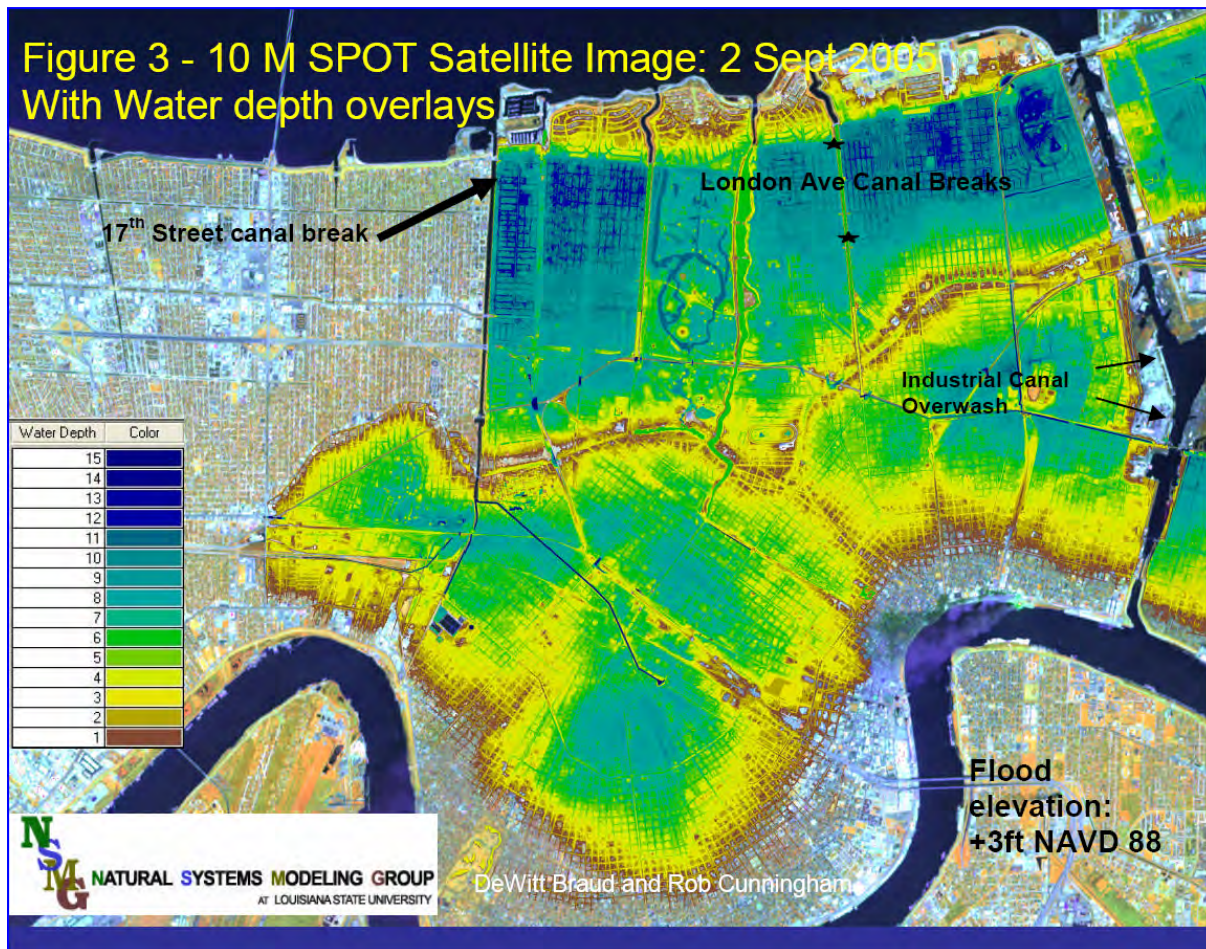 Figure 3 - 10 M SPOT Satellite Image: 2 Sept 2005
With Water depth overlays
London Ave Canal Breaks
17th Street canal break
Industrial Canal
Overwash
Water Depth Color
15
14
13
12
11
10
9
8
7
6
5
4
3
2
1
Flood
elevation:
+3ft NAVD 88
NSMG
NATURAL SYSTEMS MODELING GROUP
AT LOUISIANA STATE UNIVERSITY
DeWitt Braud and Rob Cunningham